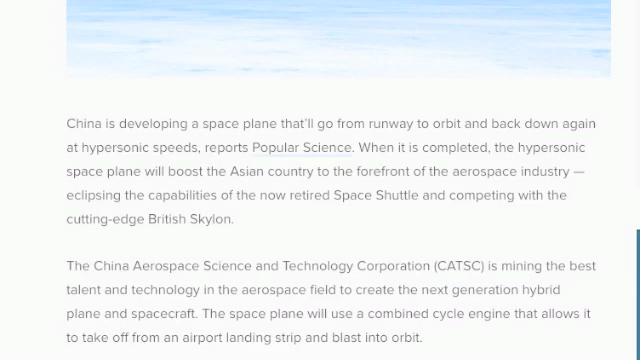 China is developing a space plane that'll go from runway to orbit and back down again
at hypersonic speeds, reports Popular Science. When it is completed, the hypersonic
space plane will boost the Asian country to the forefront of the aerospace industry —
eclipsing the capabilities of the now retired Space Shuttle and competing with the
cutting-edge British Skylon.
The China Aerospace Science and Technology Corporation (CATSC) is mining the best
talent and technology in the aerospace field to create the next generation hybrid
plane and spacecraft. The space plane will use a combined cycle engine that allows it
to take off from an airport landing strip and blast into orbit.